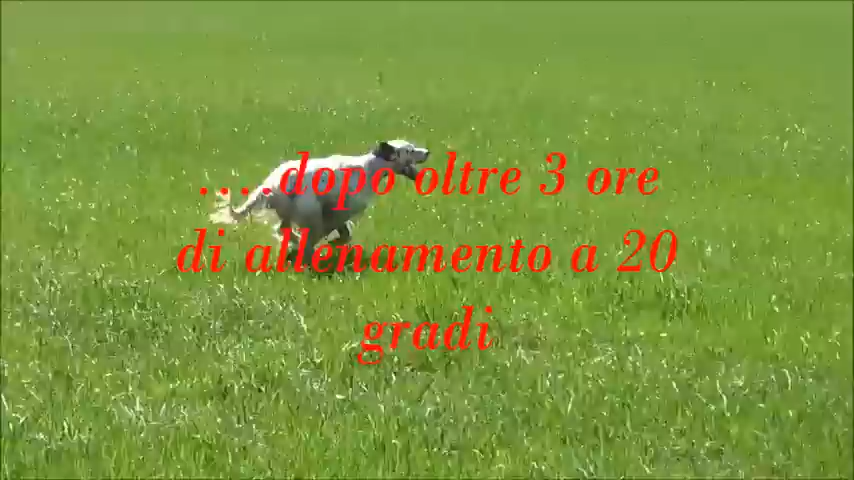 ....dopo oltre 3 ore
di allenamento a 20
gradi